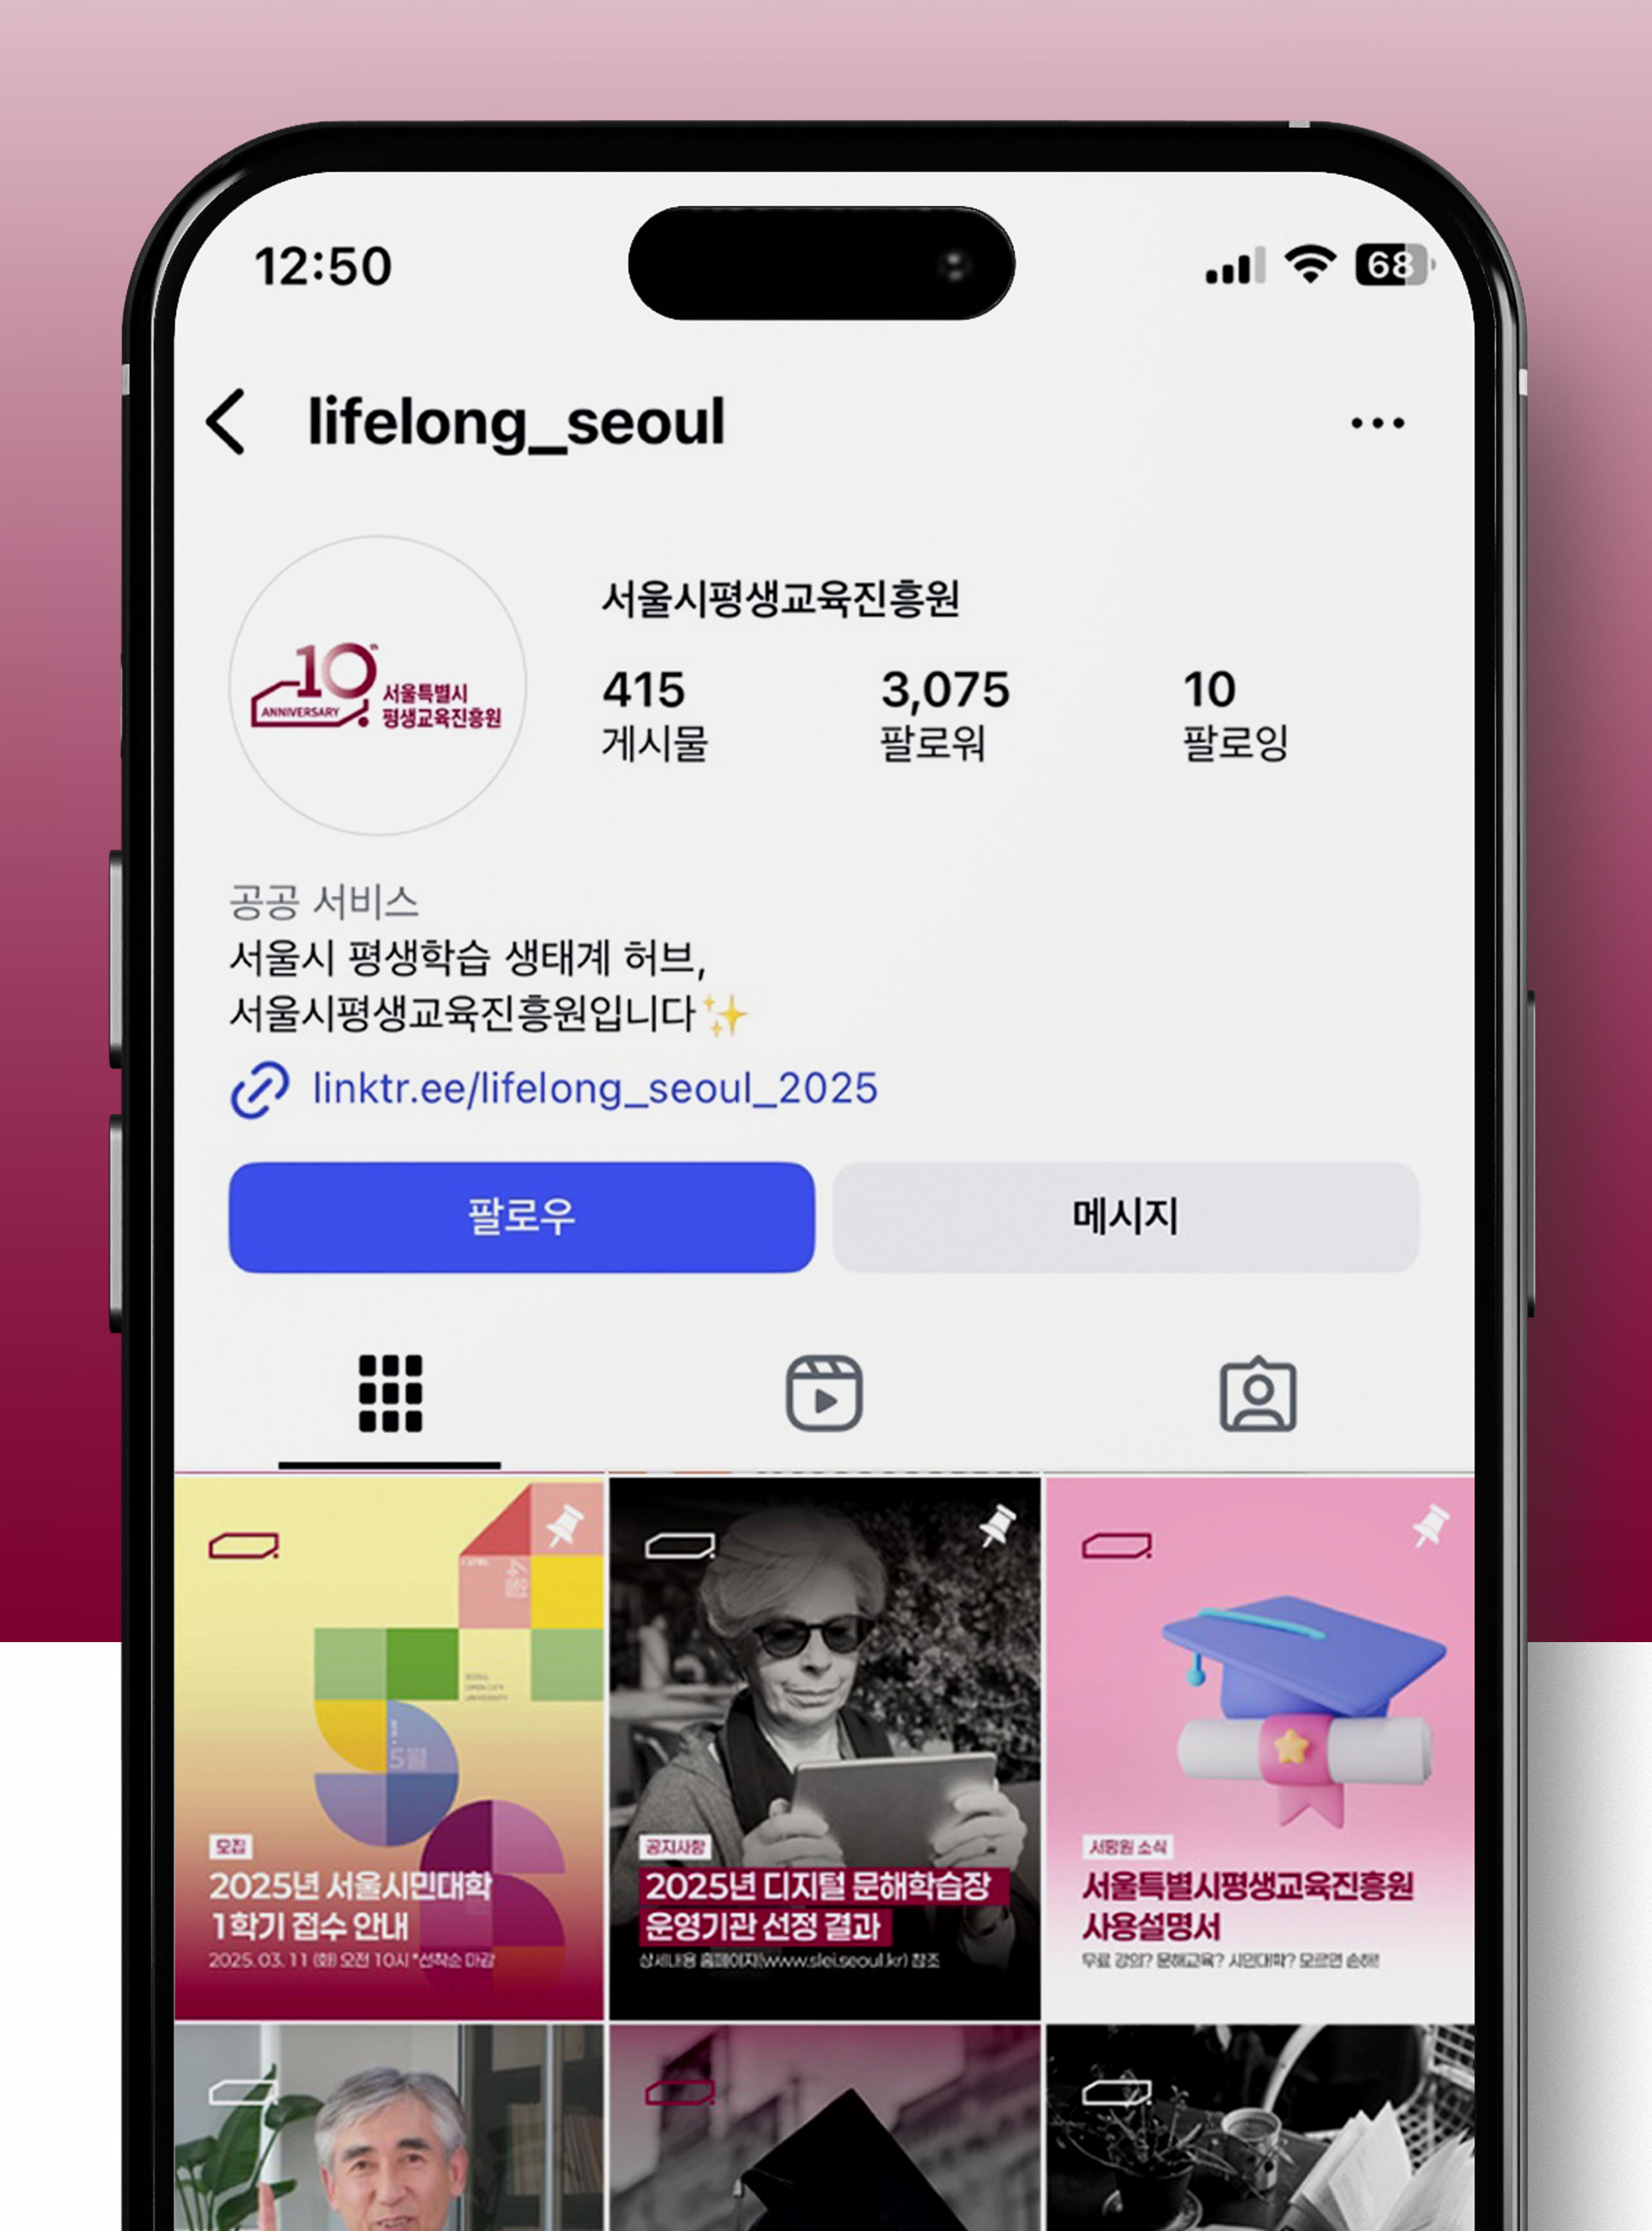 12:50
68
lifelong_seoul
10th
ANNIVERSARY
서울특별시
평생교육진흥원
서울시평생교육진흥원
415
3,075
10
게시물
팔로워
팔로잉
공공 서비스
서울시 평생학습 생태계 허브,
서울시평생교육진흥원입니다✨
linktr.ee/lifelong_seoul_2025
팔로우
메시지
4월
SEOUL
OPEN CITY
UNIVERSITY
5월
모집
2025년 서울시민대학
1학기 접수 안내
2025. 03. 11 (화) 오전 10시 *선착순 마감
공지사항
2025년 디지털 문해학습장
운영기관 선정 결과
상세내용 홈페이지(www.slei.seoul.kr) 참조
서평원 소식
서울특별시평생교육진흥원
사용설명서
무료 강의? 문해교육? 시민대학? 모르면 손해!